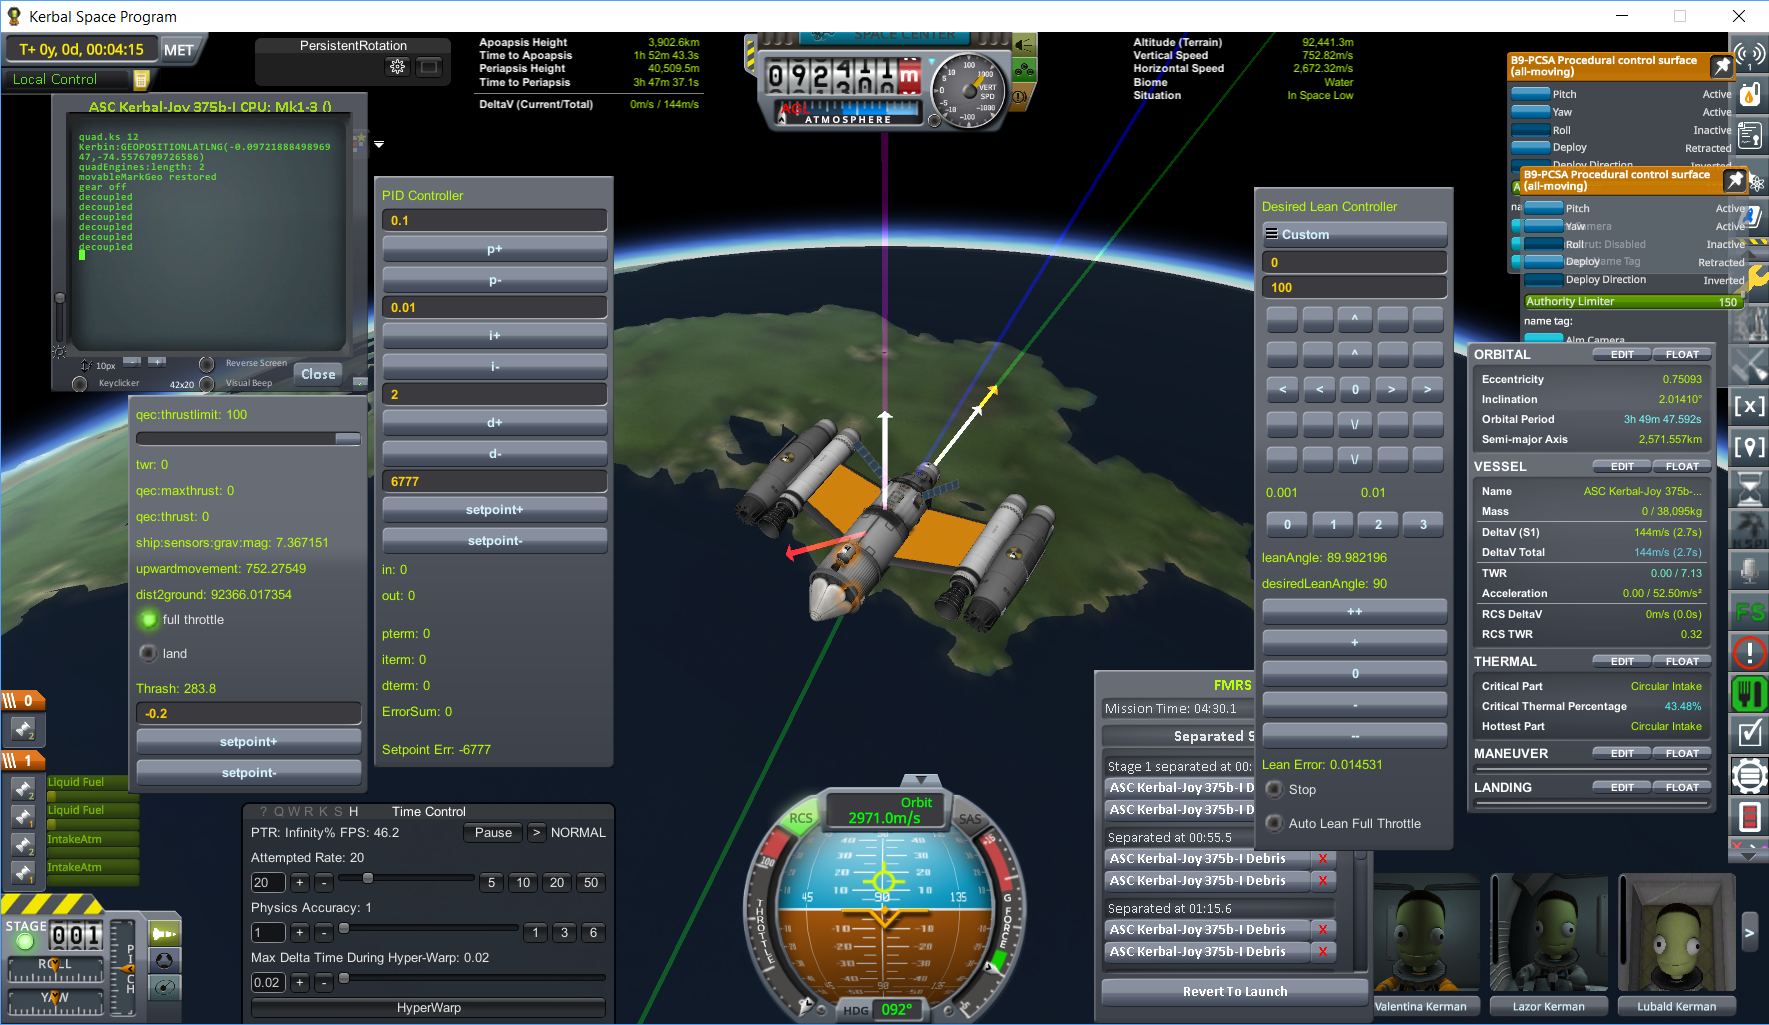 Kerbal Space Program
T+ 0y, 0d, 00:04:15 MET
Local Control
PersistentRotation
Apoapsis Height 3,902.6km
Time to Apoapsis 1h 52m 43.3s
Periapsis Height 40,509.5m
Time to Periapsis 3h 47m 37.1s
DeltaV (Current/Total) 0m/s / 144m/s
SPACE CENTER
AGL
ATMOSPHERE
VERT SPD
Altitude (Terrain) 92,441.3m
Vertical Speed 752.82m/s
Horizontal Speed 2,672.32m/s
Biome Water
Situation In Space Low
B9-PCSA Procedural control surface
(all-moving)
Pitch Active
Yaw Active
Roll Inactive
Deploy Retracted
Deploy Direction
B9-PCSA Procedural control surface
(all-moving)
Pitch Active
Yaw Active
Roll Inactive
Deploy Retracted
Deploy Direction Inverted
Authority Limiter 150
name tag:
Aim Camera
ASC Kerbal-Joy 375b-I CPU: Mk1-3 ()
quad.ks 12
Kerbin:GEOPOSITIONLATLNG(-0.09721888498969
47,-74.5576709726586)
quadEngines:length: 2
movableMarkGeo restored
gear off
decoupled
decoupled
decoupled
decoupled
decoupled
decoupled
10px - +
Reverse Screen
Keyclicker 42x20 Visual Beep
Close
qec:thrustlimit: 100
twr: 0
qec:maxthrust: 0
qec:thrust: 0
ship:sensors:grav:mag: 7.367151
upwardmovement: 752.27549
dist2ground: 92366.017354
full throttle
land
Thrash: 283.8
-0.2
setpoint+
setpoint-
PID Controller
0.1
p+
p-
0.01
i+
i-
2
d+
d-
6777
setpoint+
setpoint-
in: 0
out: 0
pterm: 0
iterm: 0
dterm: 0
ErrorSum: 0
Setpoint Err: -6777
Desired Lean Controller
Custom
0
100
^
^
< < 0 > >
\/
\/
0.001 0.01
0 1 2 3
leanAngle: 89.982196
desiredLeanAngle: 90
++
+
0
-
--
Lean Error: 0.014531
Stop
Auto Lean Full Throttle
ORBITAL EDIT FLOAT
Eccentricity 0.75093
Inclination 2.01410°
Orbital Period 3h 49m 47.592s
Semi-major Axis 2,571.557km
VESSEL EDIT FLOAT
Name ASC Kerbal-Joy 375b-...
Mass 0 / 38,095kg
DeltaV (S1) 144m/s (2.7s)
DeltaV Total 144m/s (2.7s)
TWR 0.00 / 7.13
Acceleration 0.00 / 52.50m/s²
RCS DeltaV 0m/s (0.0s)
RCS TWR 0.32
THERMAL EDIT FLOAT
Critical Part Circular Intake
Critical Thermal Percentage 43.48%
Hottest Part Circular Intake
MANEUVER EDIT FLOAT
LANDING EDIT FLOAT
FMRS
Mission Time: 04:30.1
Separated S
Stage 1 separated at 00:
ASC Kerbal-Joy 375b-I D
ASC Kerbal-Joy 375b-I D
Separated at 00:55.5
ASC Kerbal-Joy 375b-I Debris X
ASC Kerbal-Joy 375b-I Debris X
Separated at 01:15.6
ASC Kerbal-Joy 375b-I Debris X
ASC Kerbal-Joy 375b-I Debris X
Revert To Launch
0
1
Liquid Fuel
Liquid Fuel
IntakeAtm
IntakeAtm
STAGE 001
ROLL
YAW
PITCH
? Q W R K S H Time Control
PTR: Infinity% FPS: 46.2 Pause > NORMAL
Attempted Rate: 20
20 + - 5 10 20 50
Physics Accuracy: 1
1 + - 1 3 6
Max Delta Time During Hyper-Warp: 0.02
0.02 + -
HyperWarp
Orbit
2971.0m/s
RCS SAS
THROTTLE
G FORCE
HDG 092°
Valentina Kerman
Lazor Kerman
Lubald Kerman